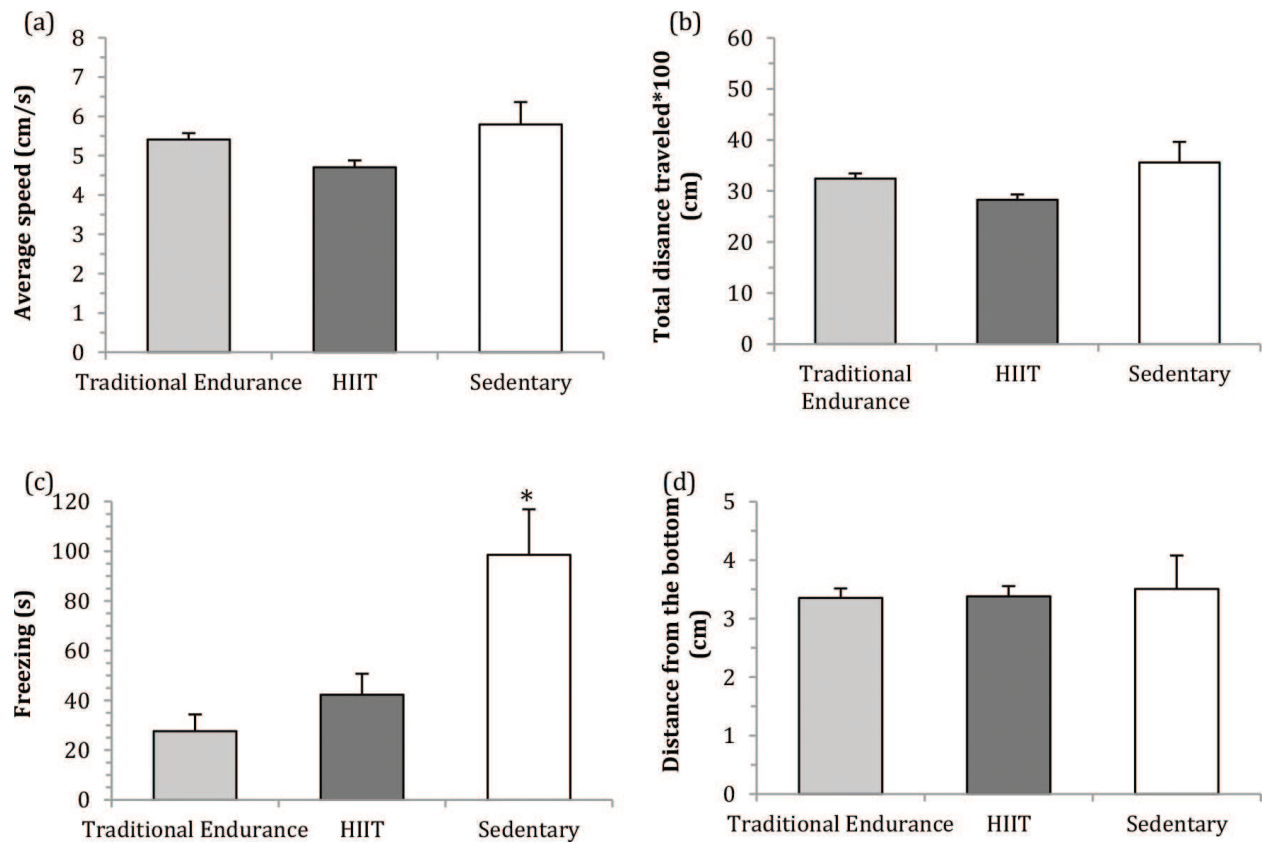 (a)
8
7
6
5
4
3
2
1
0
Average speed (cm/s)
Traditional Endurance HIIT Sedentary
(b)
60
50
40
30
20
10
0
Total disance traveled*100
(cm)
Traditional
Endurance
HIIT
Sedentary
(c)
120
100
80
60
40
20
0
Freezing (s)
*
Traditional Endurance HIIT Sedentary
(d)
5
4
3
2
1
0
Distance from the bottom
(cm)
Traditional Endurance HIIT Sedentary